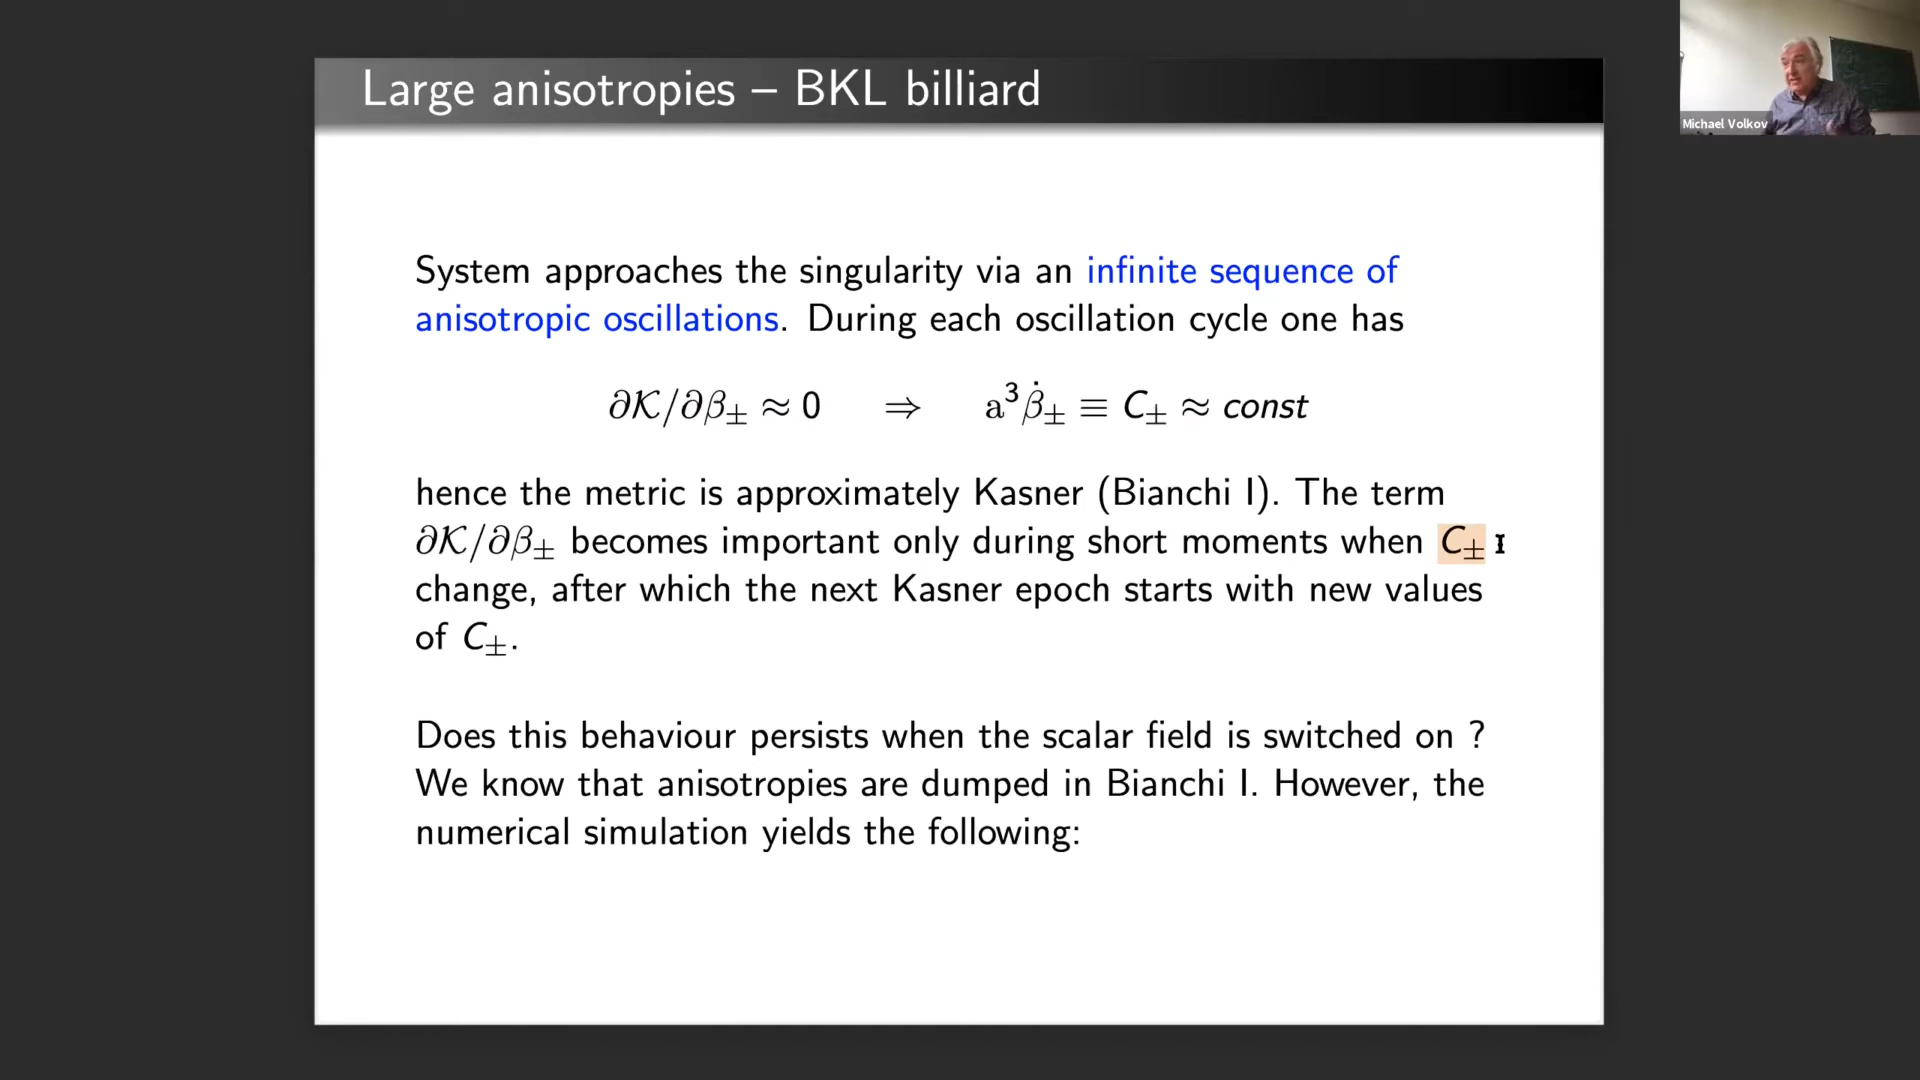 Large anisotropies – BKL billiard
Michael Volkov
System approaches the singularity via an infinite sequence of
anisotropic oscillations. During each oscillation cycle one has
∂𝒦/∂β± ≈ 0 ⇒ a³β̇± ≡ C± ≈ const
hence the metric is approximately Kasner (Bianchi I). The term
∂𝒦/∂β± becomes important only during short moments when C±
change, after which the next Kasner epoch starts with new values
of C±.
Does this behaviour persists when the scalar field is switched on ?
We know that anisotropies are dumped in Bianchi I. However, the
numerical simulation yields the following: